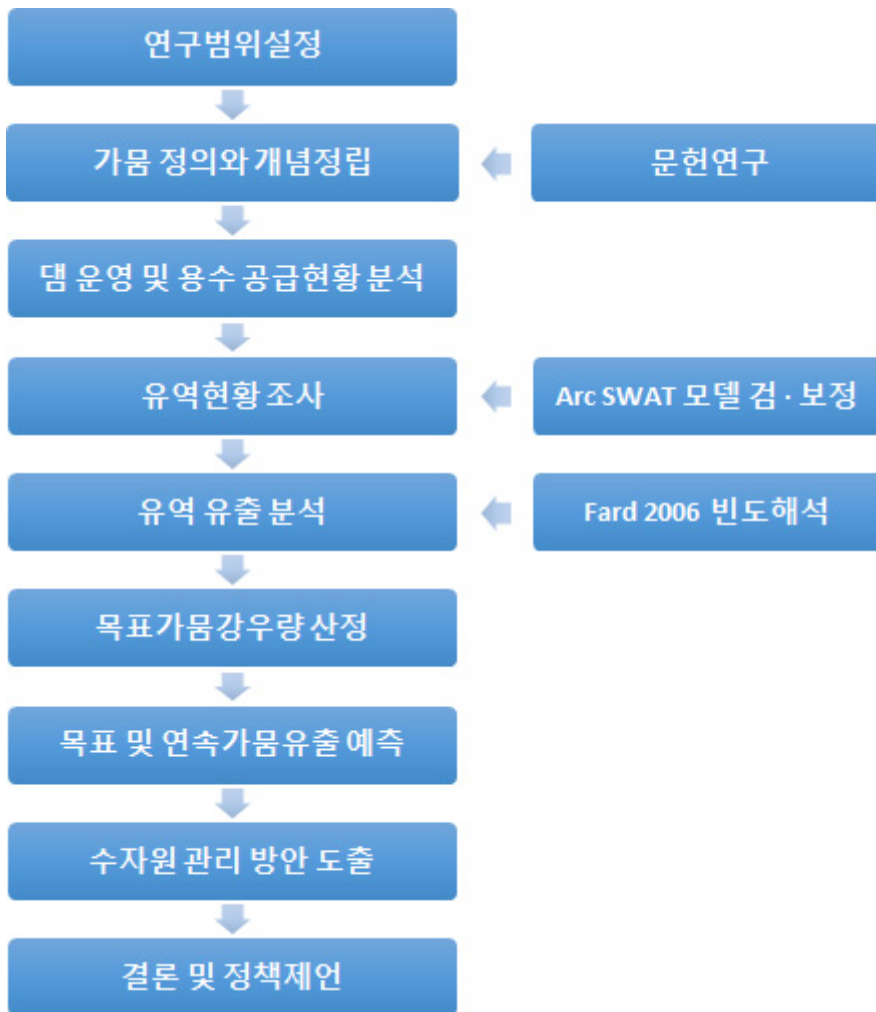 연구범위설정
가뭄 정의와 개념정립
문헌연구
댐 운영 및 용수 공급현황 분석
유역현황 조사
Arc SWAT 모델 검 · 보정
유역 유출 분석
Fard 2006 빈도해석
목표가뭄강우량 산정
목표 및 연속가뭄유출 예측
수자원 관리 방안 도출
결론 및 정책제언